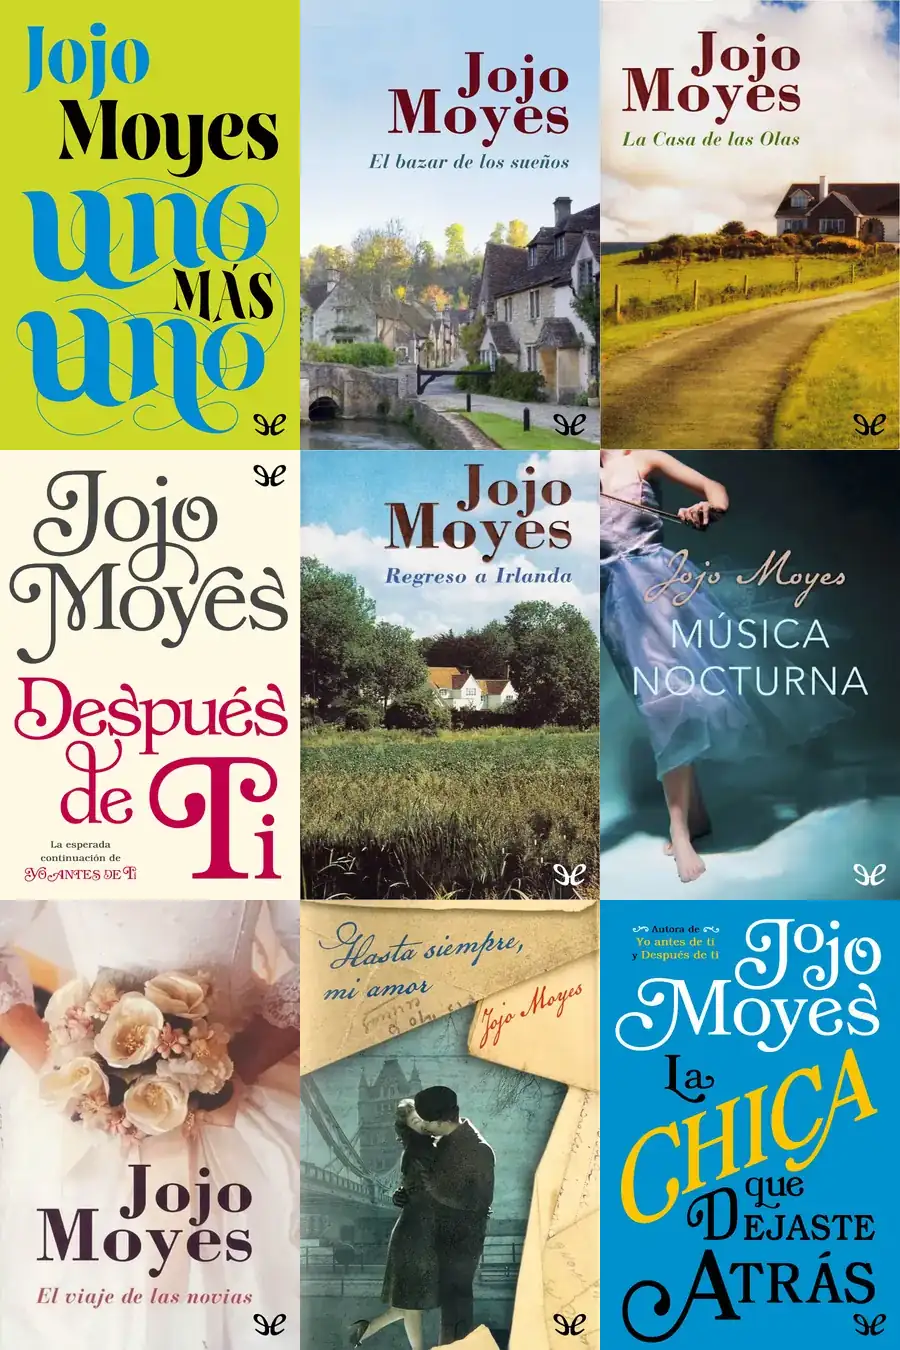 Jojo
Moyes
uno
MÁS
uno
Jojo
Moyes
El bazar de los sueños
Jojo
Moyes
La Casa de las Olas
Jojo
Moyes
Después
de
Ti
La esperada
continuación de
YO ANTES DE TI
Jojo
Moyes
Regreso a Irlanda
Jojo Moyes
MÚSICA
NOCTURNA
Jojo
Moyes
El viaje de las novias
Hasta siempre,
mi amor
Jojo Moyes
Autora de
Yo antes de ti
y Después de ti
Jojo
Moyes
La
CHICA
que
DEJASTE
ATRÁS